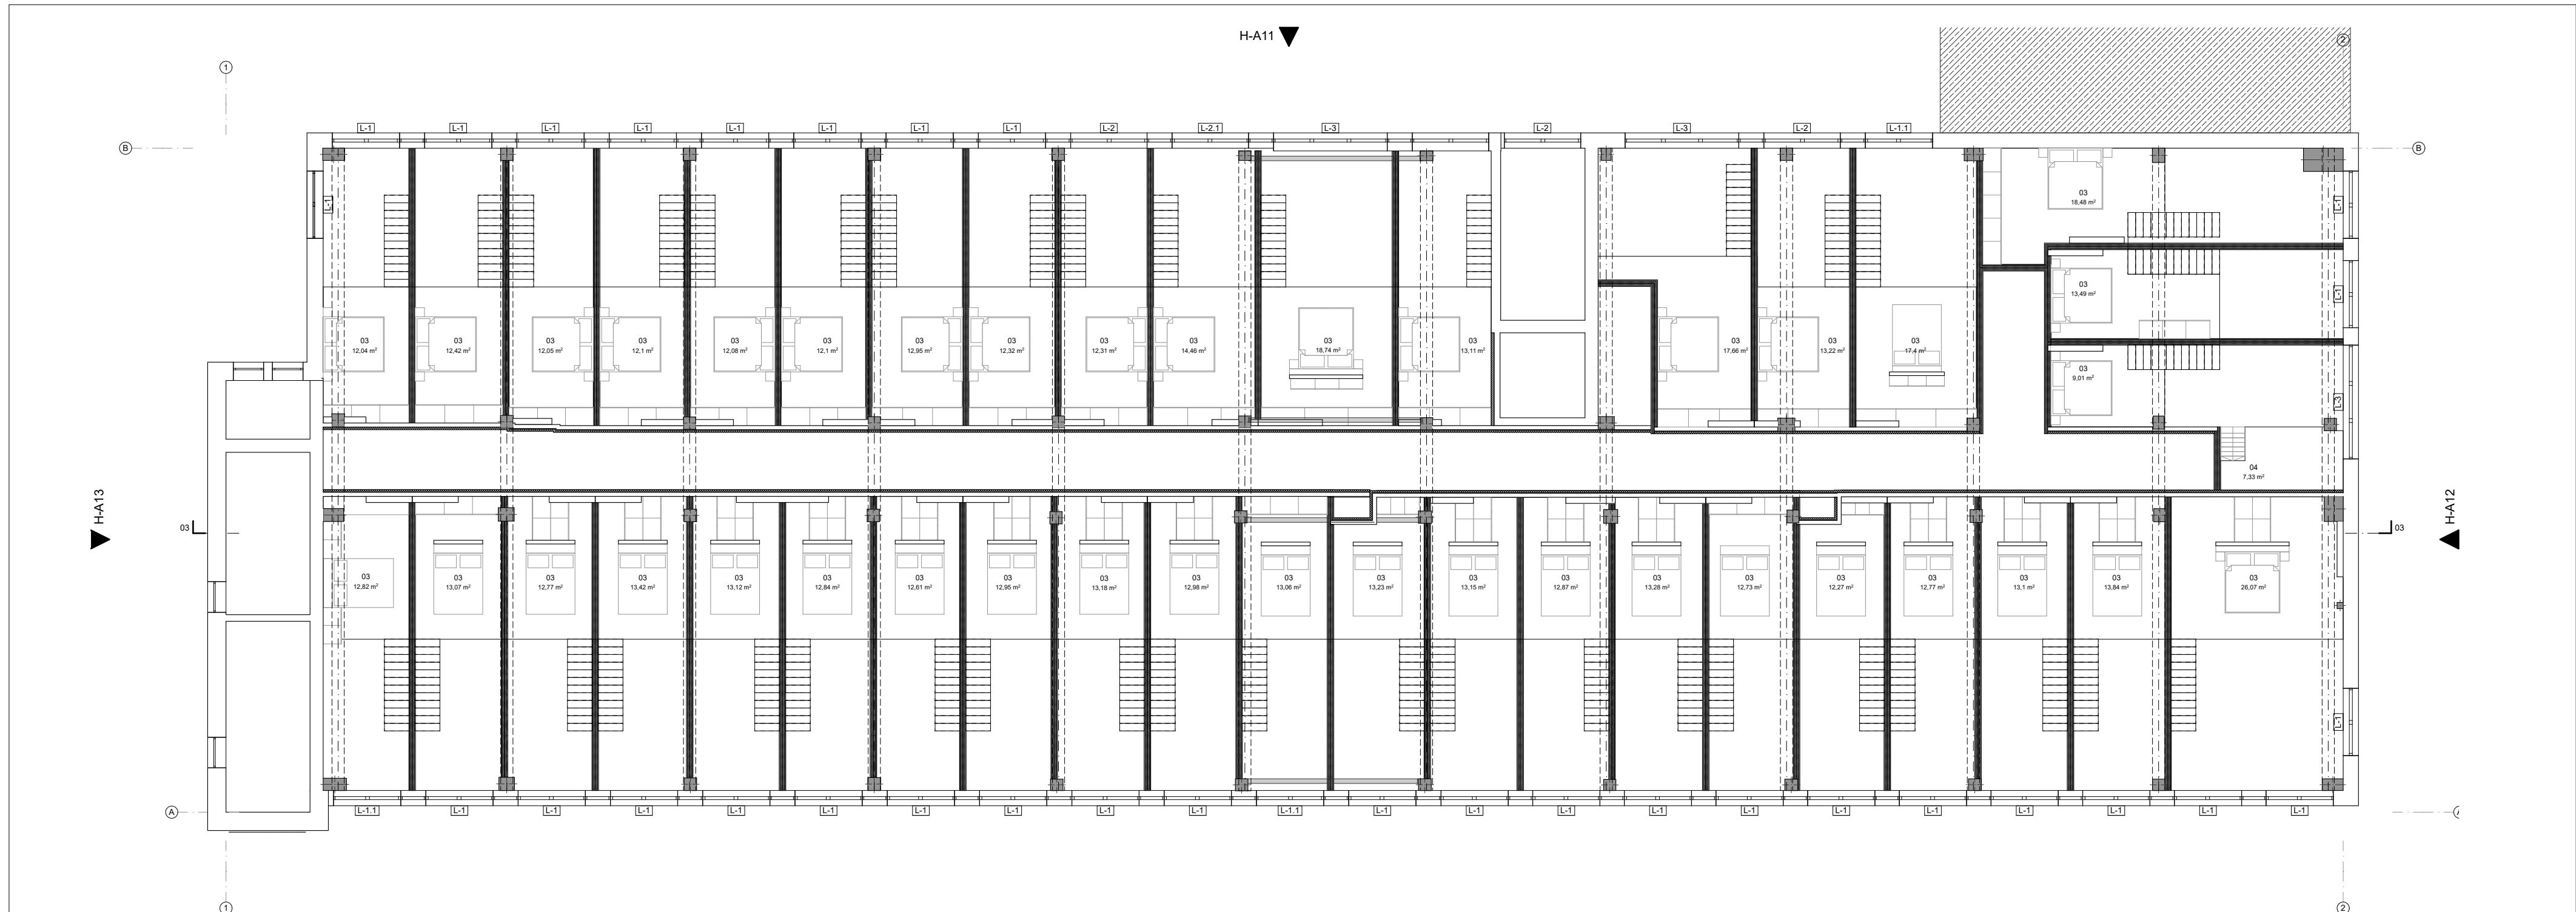 H-A11
1
2
L-1
L-1
L-1
L-1
L-1
L-1
L-1
L-1
L-2
L-2.1
L-3
L-2
L-3
L-2
L-1.1
B
B
L-1
L-1
03
18,48 m²
03
13,49 m²
L-1
03
12,04 m²
03
12,42 m²
03
12,05 m²
03
12,1 m²
03
12,08 m²
03
12,1 m²
03
12,95 m²
03
12,32 m²
03
12,31 m²
03
14,46 m²
03
18,74 m²
03
13,11 m²
03
17,66 m²
03
13,22 m²
03
17,4 m²
03
9,01 m²
L-3
04
7,33 m²
H-A13
H-A12
03
03
03
12,82 m²
03
13,07 m²
03
12,77 m²
03
13,42 m²
03
13,12 m²
03
12,84 m²
03
12,61 m²
03
12,95 m²
03
13,18 m²
03
12,98 m²
03
13,06 m²
03
13,23 m²
03
13,15 m²
03
12,87 m²
03
13,28 m²
03
12,73 m²
03
12,27 m²
03
12,77 m²
03
13,1 m²
03
13,84 m²
03
26,07 m²
L-1
A
L-1.1
L-1
L-1
L-1
L-1
L-1
L-1
L-1
L-1
L-1
L-1.1
L-1
L-1
L-1
L-1
L-1
L-1
L-1
L-1
L-1
L-1
L-1
1
2